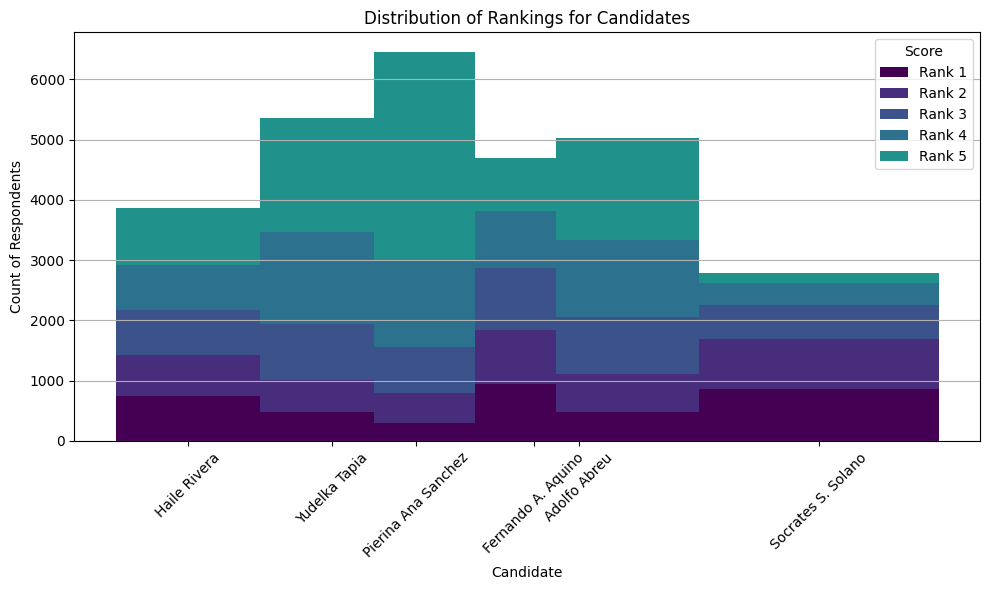 Distribution of Rankings for Candidates
Score
Rank 1
Rank 2
Rank 3
Rank 4
Rank 5
Count of Respondents
6000
5000
4000
3000
2000
1000
0
Haile Rivera
Yudelka Tapia
Pierina Ana Sanchez
Fernando A. Aquino
Adolfo Abreu
Socrates S. Solano
Candidate